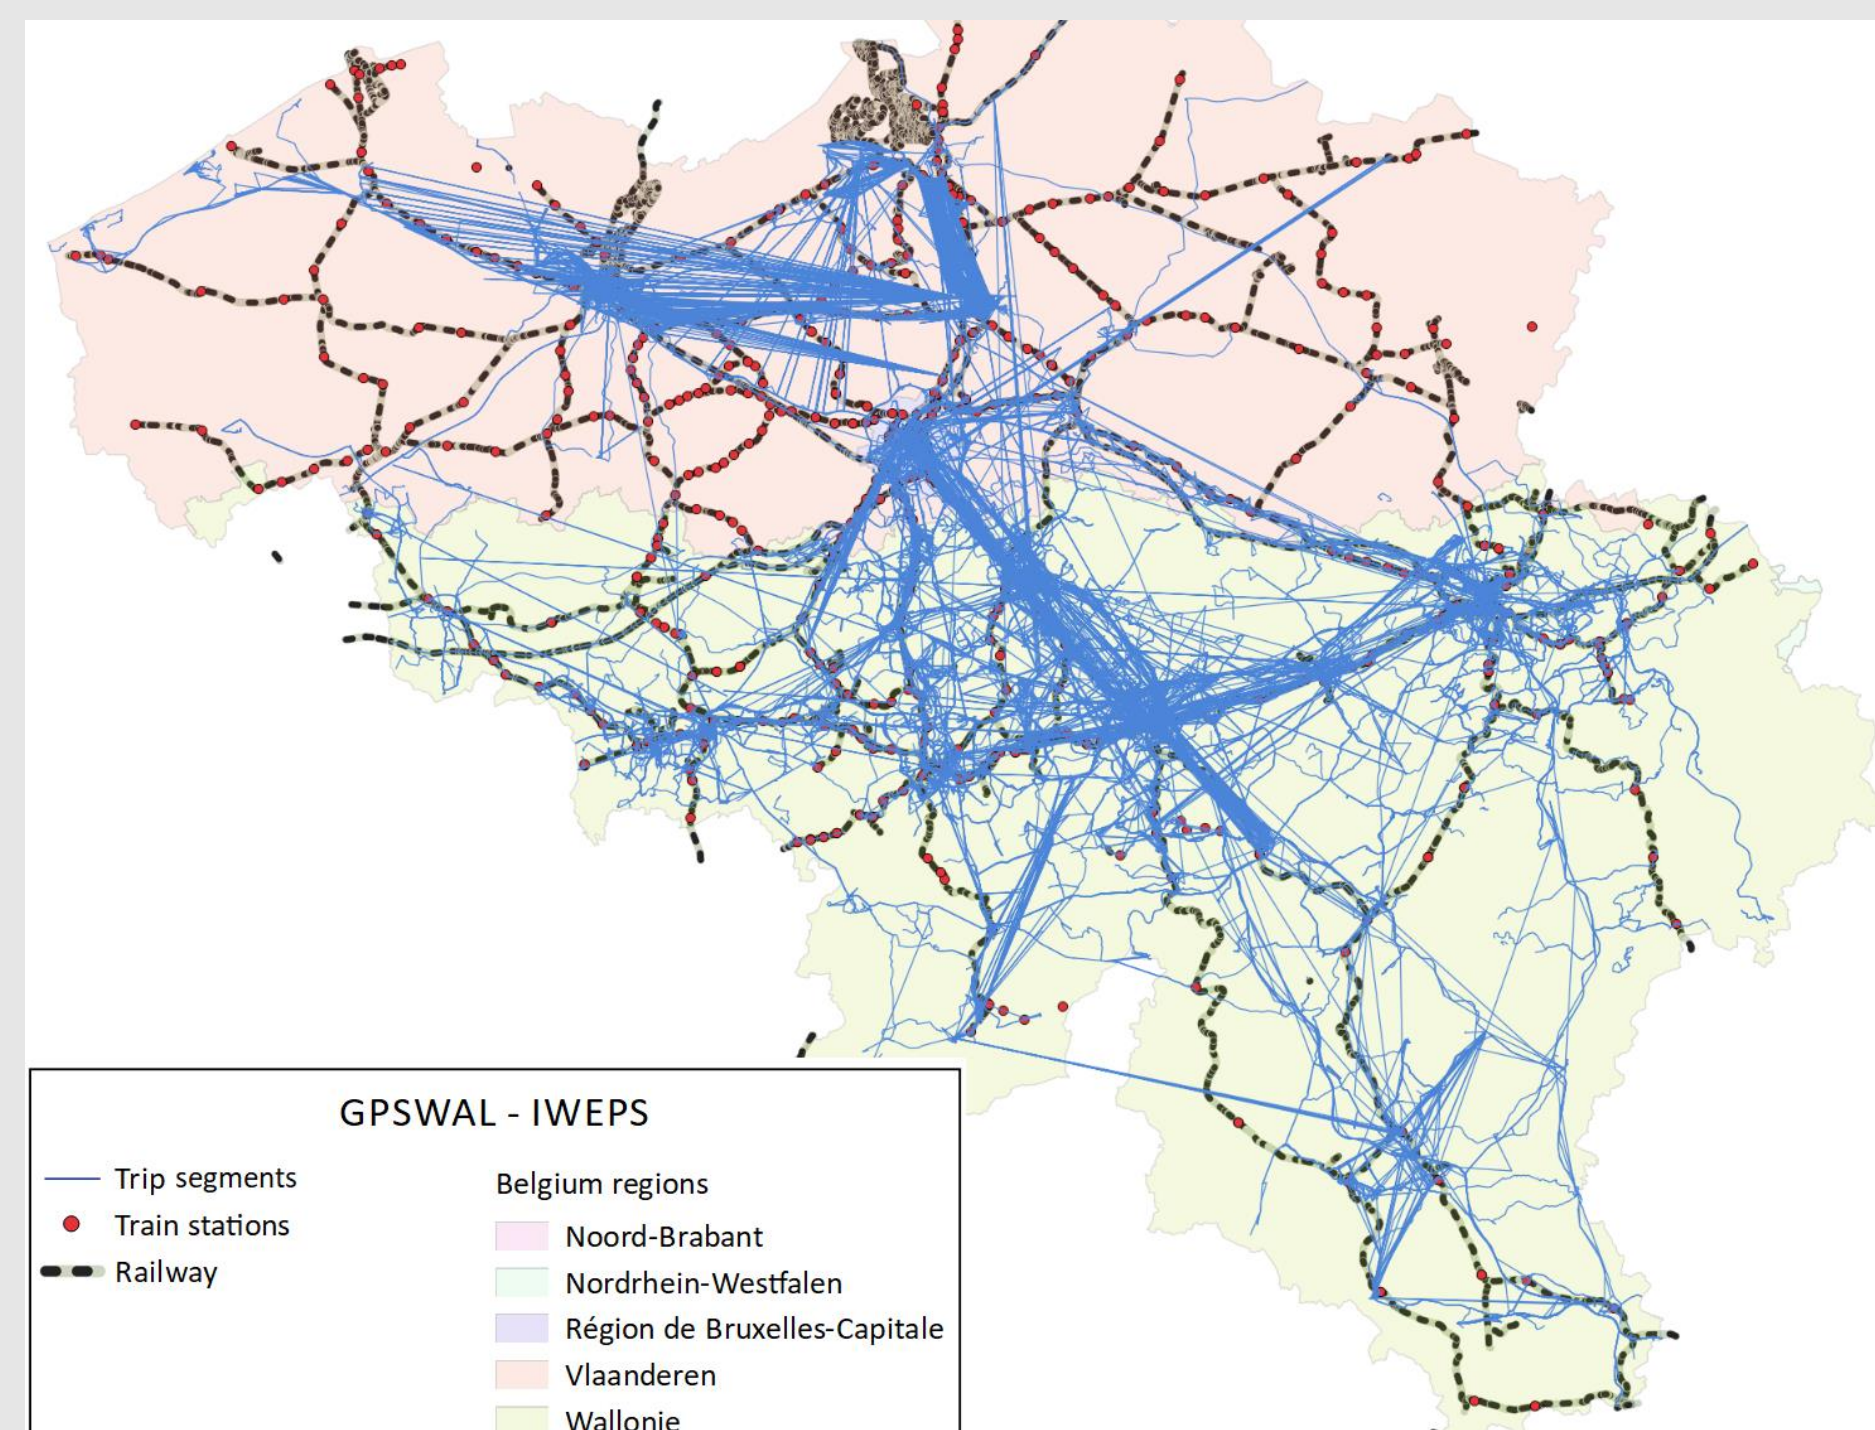 GPSWAL - IWEPS
Trip segments
Train stations
Railway
Belgium regions
Noord-Brabant
Nordrhein-Westfalen
Région de Bruxelles-Capitale
Vlaanderen
Wallonie